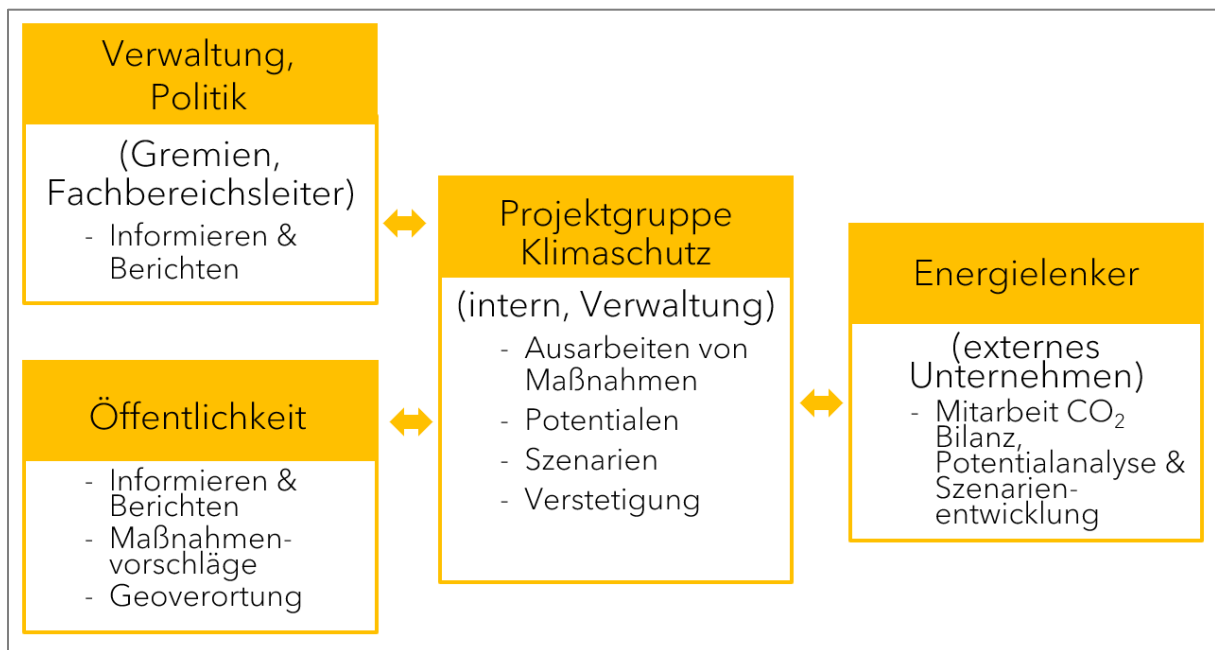 Verwaltung,
Politik
(Gremien,
Fachbereichsleiter)
- Informieren &
Berichten
Öffentlichkeit
- Informieren &
Berichten
- Maßnahmen-
vorschläge
- Geoverortung
Projektgruppe
Klimaschutz
(intern, Verwaltung)
- Ausarbeiten von
Maßnahmen
- Potentialen
- Szenarien
- Verstetigung
Energielenker
(externes
Unternehmen)
- Mitarbeit CO₂
Bilanz,
Potentialanalyse &
Szenarien-
entwicklung